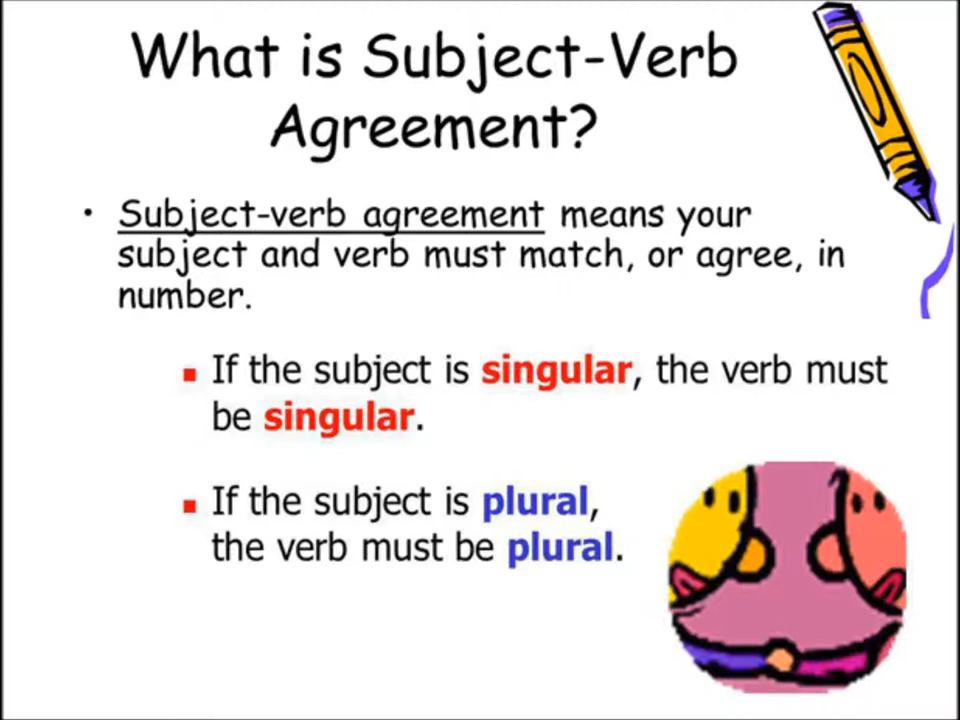 What is Subject-Verb
Agreement?
• Subject-verb agreement means your
subject and verb must match, or agree, in
number.
▪ If the subject is singular, the verb must
be singular.
▪ If the subject is plural,
the verb must be plural.